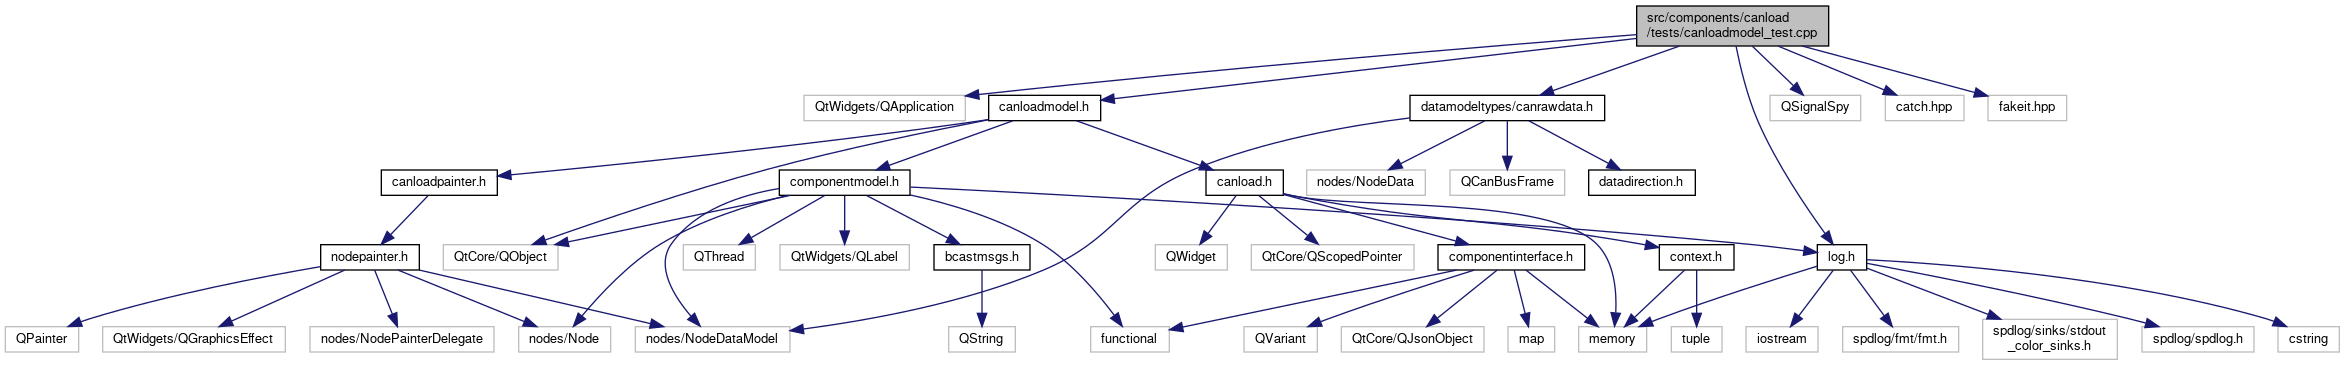 src/components/canload
/tests/canloadmodel_test.cpp
QtWidgets/QApplication
canloadmodel.h
datamodeltypes/canrawdata.h
QSignalSpy
catch.hpp
fakeit.hpp
canloadpainter.h
componentmodel.h
canload.h
nodes/NodeData
QCanBusFrame
datadirection.h
nodepainter.h
QtCore/QObject
QThread
QtWidgets/QLabel
bcastmsgs.h
QWidget
QtCore/QScopedPointer
componentinterface.h
context.h
log.h
QPainter
QtWidgets/QGraphicsEffect
nodes/NodePainterDelegate
nodes/Node
nodes/NodeDataModel
QString
functional
QVariant
QtCore/QJsonObject
map
memory
tuple
iostream
spdlog/fmt/fmt.h
spdlog/sinks/stdout
_color_sinks.h
spdlog/spdlog.h
cstring